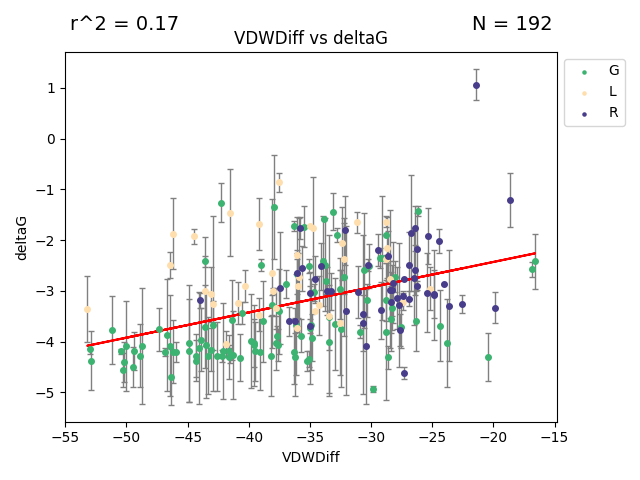 r^2 = 0.17 N = 192
VDWDiff vs deltaG
G
L
R
deltaG
1
0
−1
−2
−3
−4
−5
−55 −50 −45 −40 −35 −30 −25 −20 −15
VDWDiff